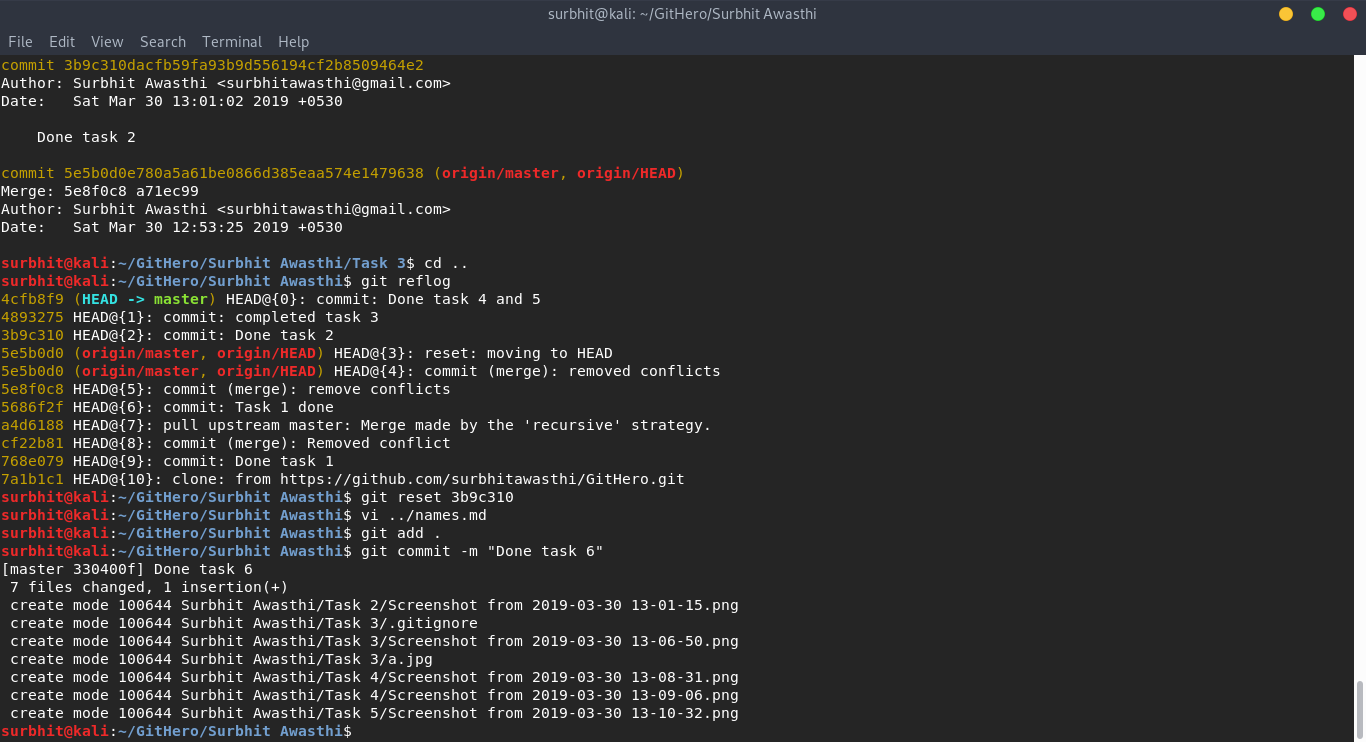 surbhit@kali: ~/GitHero/Surbhit Awasthi
File Edit View Search Terminal Help
commit 3b9c310dacfb59fa93b9d556194cf2b8509464e2
Author: Surbhit Awasthi <surbhitawasthi@gmail.com>
Date:   Sat Mar 30 13:01:02 2019 +0530
    Done task 2
commit 5e5b0d0e780a5a61be0866d385eaa574e1479638 (origin/master, origin/HEAD)
Merge: 5e8f0c8 a71ec99
Author: Surbhit Awasthi <surbhitawasthi@gmail.com>
Date:   Sat Mar 30 12:53:25 2019 +0530
surbhit@kali:~/GitHero/Surbhit Awasthi/Task 3$ cd ..
surbhit@kali:~/GitHero/Surbhit Awasthi$ git reflog
4cfb8f9 (HEAD -> master) HEAD@{0}: commit: Done task 4 and 5
4893275 HEAD@{1}: commit: completed task 3
3b9c310 HEAD@{2}: commit: Done task 2
5e5b0d0 (origin/master, origin/HEAD) HEAD@{3}: reset: moving to HEAD
5e5b0d0 (origin/master, origin/HEAD) HEAD@{4}: commit (merge): removed conflicts
5e8f0c8 HEAD@{5}: commit (merge): remove conflicts
5686f2f HEAD@{6}: commit: Task 1 done
a4d6188 HEAD@{7}: pull upstream master: Merge made by the 'recursive' strategy.
cf22b81 HEAD@{8}: commit (merge): Removed conflict
768e079 HEAD@{9}: commit: Done task 1
7a1b1c1 HEAD@{10}: clone: from https://github.com/surbhitawasthi/GitHero.git
surbhit@kali:~/GitHero/Surbhit Awasthi$ git reset 3b9c310
surbhit@kali:~/GitHero/Surbhit Awasthi$ vi ../names.md
surbhit@kali:~/GitHero/Surbhit Awasthi$ git add .
surbhit@kali:~/GitHero/Surbhit Awasthi$ git commit -m "Done task 6"
[master 330400f] Done task 6
 7 files changed, 1 insertion(+)
 create mode 100644 Surbhit Awasthi/Task 2/Screenshot from 2019-03-30 13-01-15.png
 create mode 100644 Surbhit Awasthi/Task 3/.gitignore
 create mode 100644 Surbhit Awasthi/Task 3/Screenshot from 2019-03-30 13-06-50.png
 create mode 100644 Surbhit Awasthi/Task 3/a.jpg
 create mode 100644 Surbhit Awasthi/Task 4/Screenshot from 2019-03-30 13-08-31.png
 create mode 100644 Surbhit Awasthi/Task 4/Screenshot from 2019-03-30 13-09-06.png
 create mode 100644 Surbhit Awasthi/Task 5/Screenshot from 2019-03-30 13-10-32.png
surbhit@kali:~/GitHero/Surbhit Awasthi$